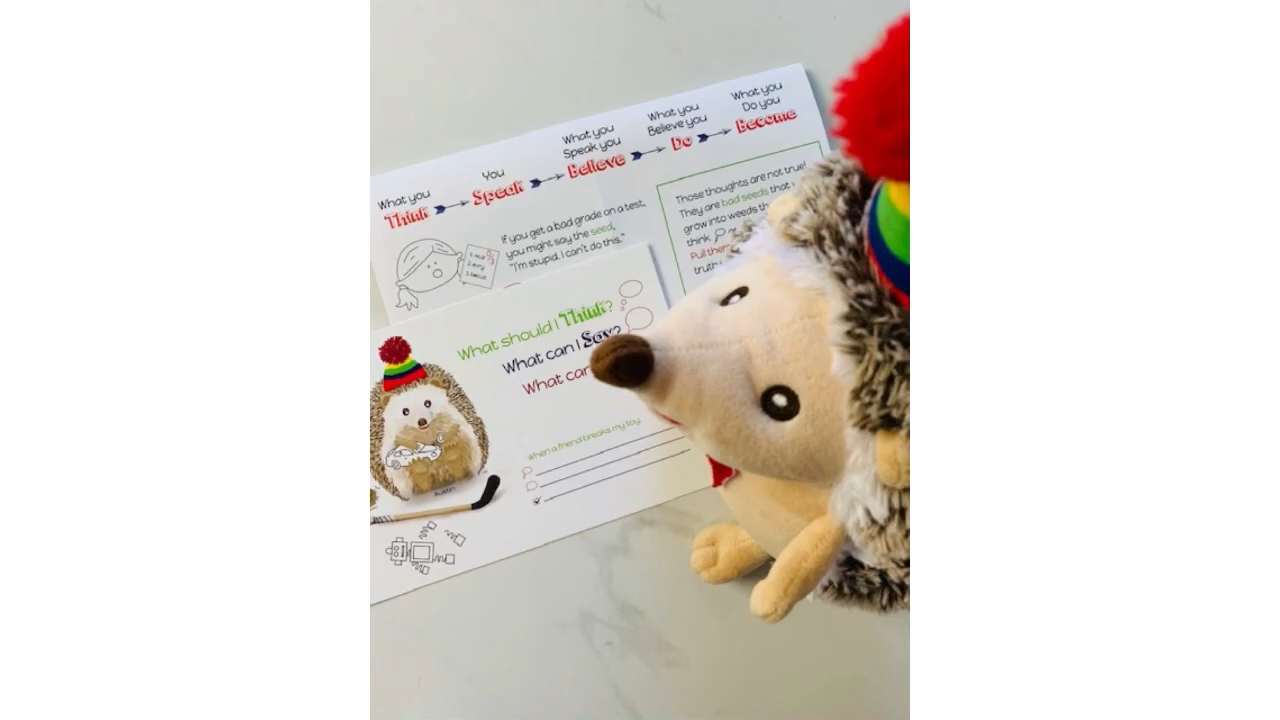 What you
Think
You
Speak
What you
Speak you
Believe
What you
Believe you
Do
What you
Do you
Become
If you get a bad grade on a test,
you might say the seed,
"I'm stupid. I can't do this."
Those thoughts are not true!
They are bad seeds that
grow into weeds
think.
Pull them
truth
What should I Think?
What can I Say?
What can
When a friend breaks my toy.
Austin